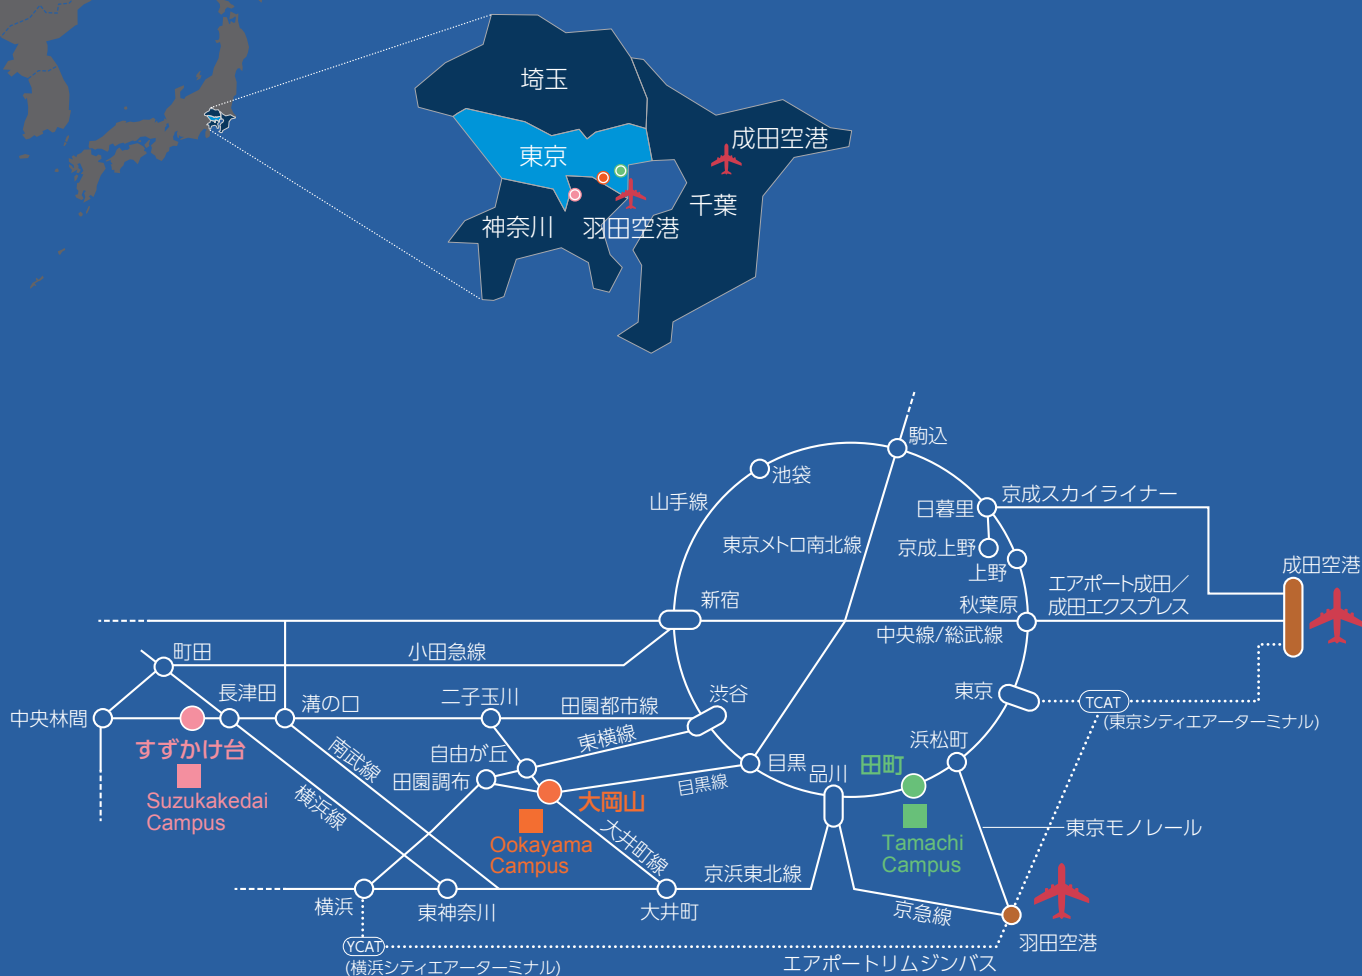 埼玉
東京
成田空港
千葉
神奈川
羽田空港
駒込
池袋
山手線
日暮里
京成スカイライナー
東京メトロ南北線
京成上野
上野
成田空港
エアポート成田／
成田エクスプレス
新宿
秋葉原
中央線/総武線
町田
小田急線
長津田
溝の口
二子玉川
田園都市線
渋谷
東京
TCAT
(東京シティエアーターミナル)
中央林間
すずかけ台
南武線
自由が丘
東横線
浜松町
田園調布
目黒
品川
田町
目黒線
Suzukakedai
Campus
横浜線
大岡山
大井町線
Ookayama
Campus
Tamachi
Campus
東京モノレール
京浜東北線
横浜
東神奈川
大井町
京急線
羽田空港
YCAT
(横浜シティエアーターミナル)
エアポートリムジンバス